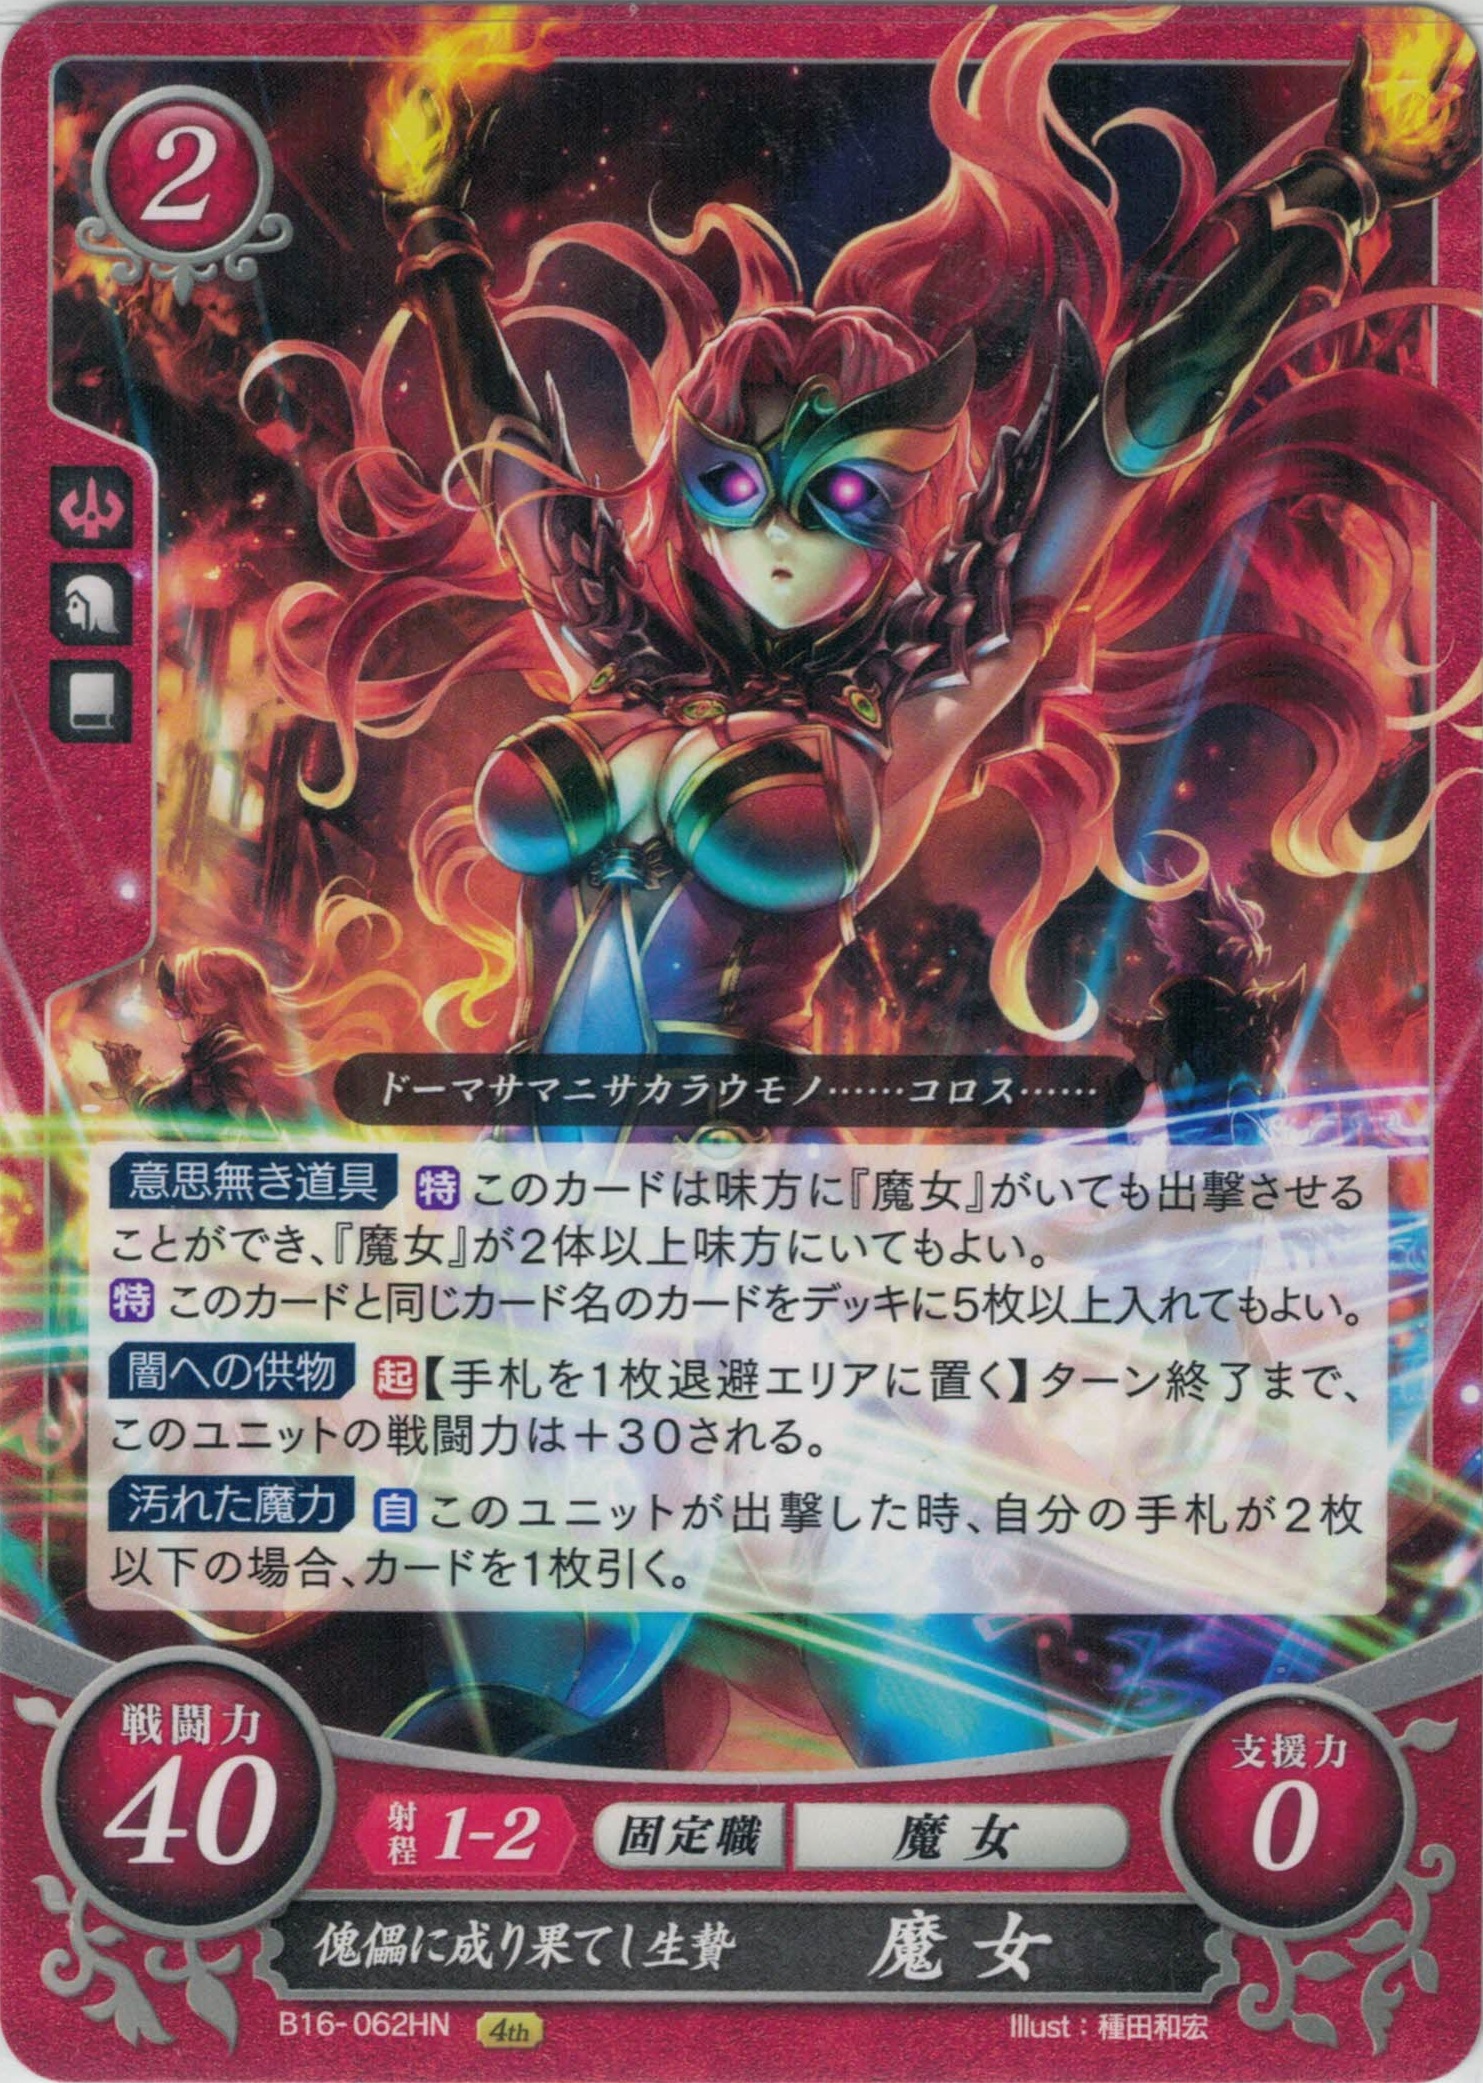 2
ドーマサマニサカラウモノ……コロス……
意思無き道具 特 このカードは味方に『魔女』がいても出撃させる
ことができ、『魔女』が2体以上味方にいてもよい。
特 このカードと同じカード名のカードをデッキに5枚以上入れてもよい。
闇への供物 起【手札を1枚退避エリアに置く】ターン終了まで、
このユニットの戦闘力は＋30される。
汚れた魔力 自 このユニットが出撃した時、自分の手札が2枚
以下の場合、カードを1枚引く。
戦闘力
40
射程 1-2
固定職 魔女
支援力
0
傀儡に成り果てし生贄 魔女
B16-062HN 4th Illust：種田和宏